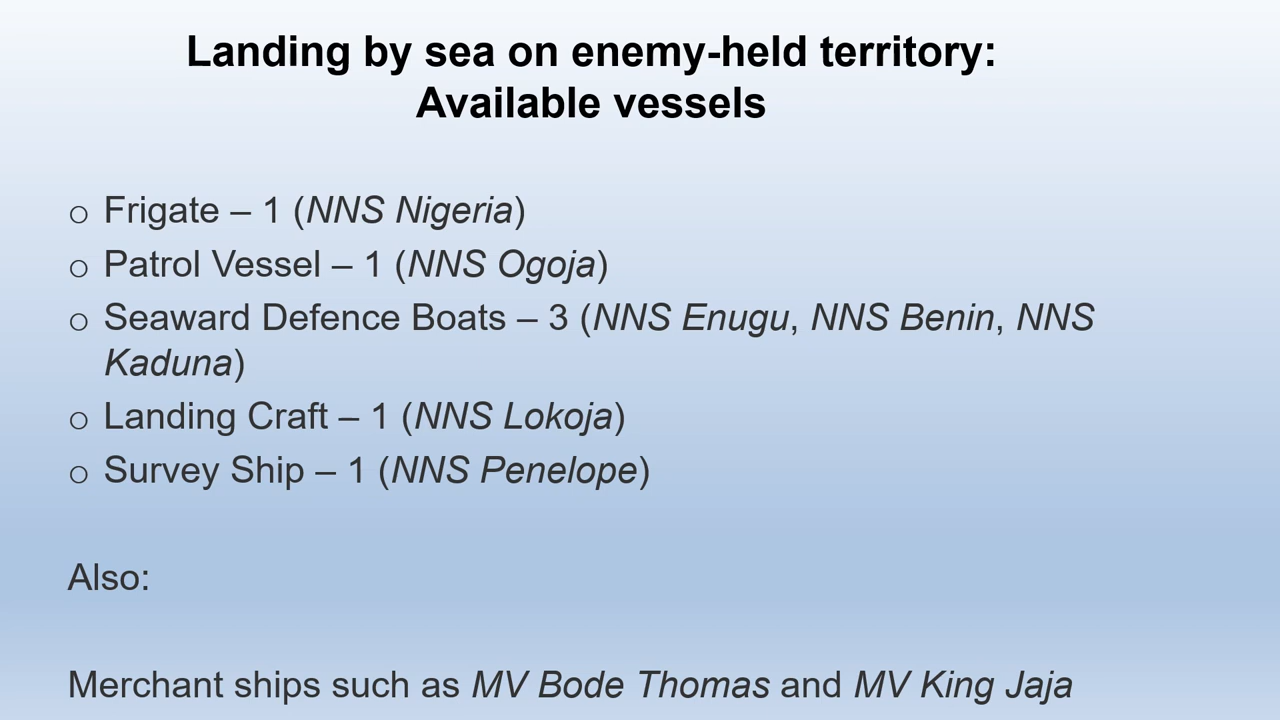 Landing by sea on enemy-held territory:
Available vessels
o Frigate – 1 (NNS Nigeria)
o Patrol Vessel – 1 (NNS Ogoja)
o Seaward Defence Boats – 3 (NNS Enugu, NNS Benin, NNS
Kaduna)
o Landing Craft – 1 (NNS Lokoja)
o Survey Ship – 1 (NNS Penelope)
Also:
Merchant ships such as MV Bode Thomas and MV King Jaja